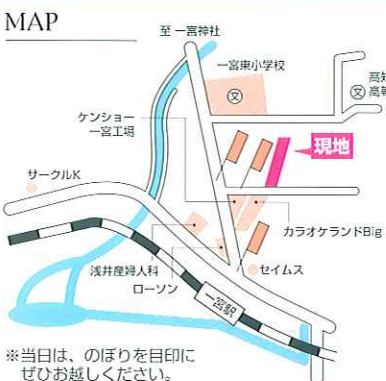 MAP
至 一宮神社
一宮東小学校
文
文
高知
高等
ケンショー
一宮工場
現地
サークルK
カラオケランドBig
浅井産婦人科
ローソン
セイムス
一宮駅
※当日は、のぼりを目印に
ぜひお越しください。